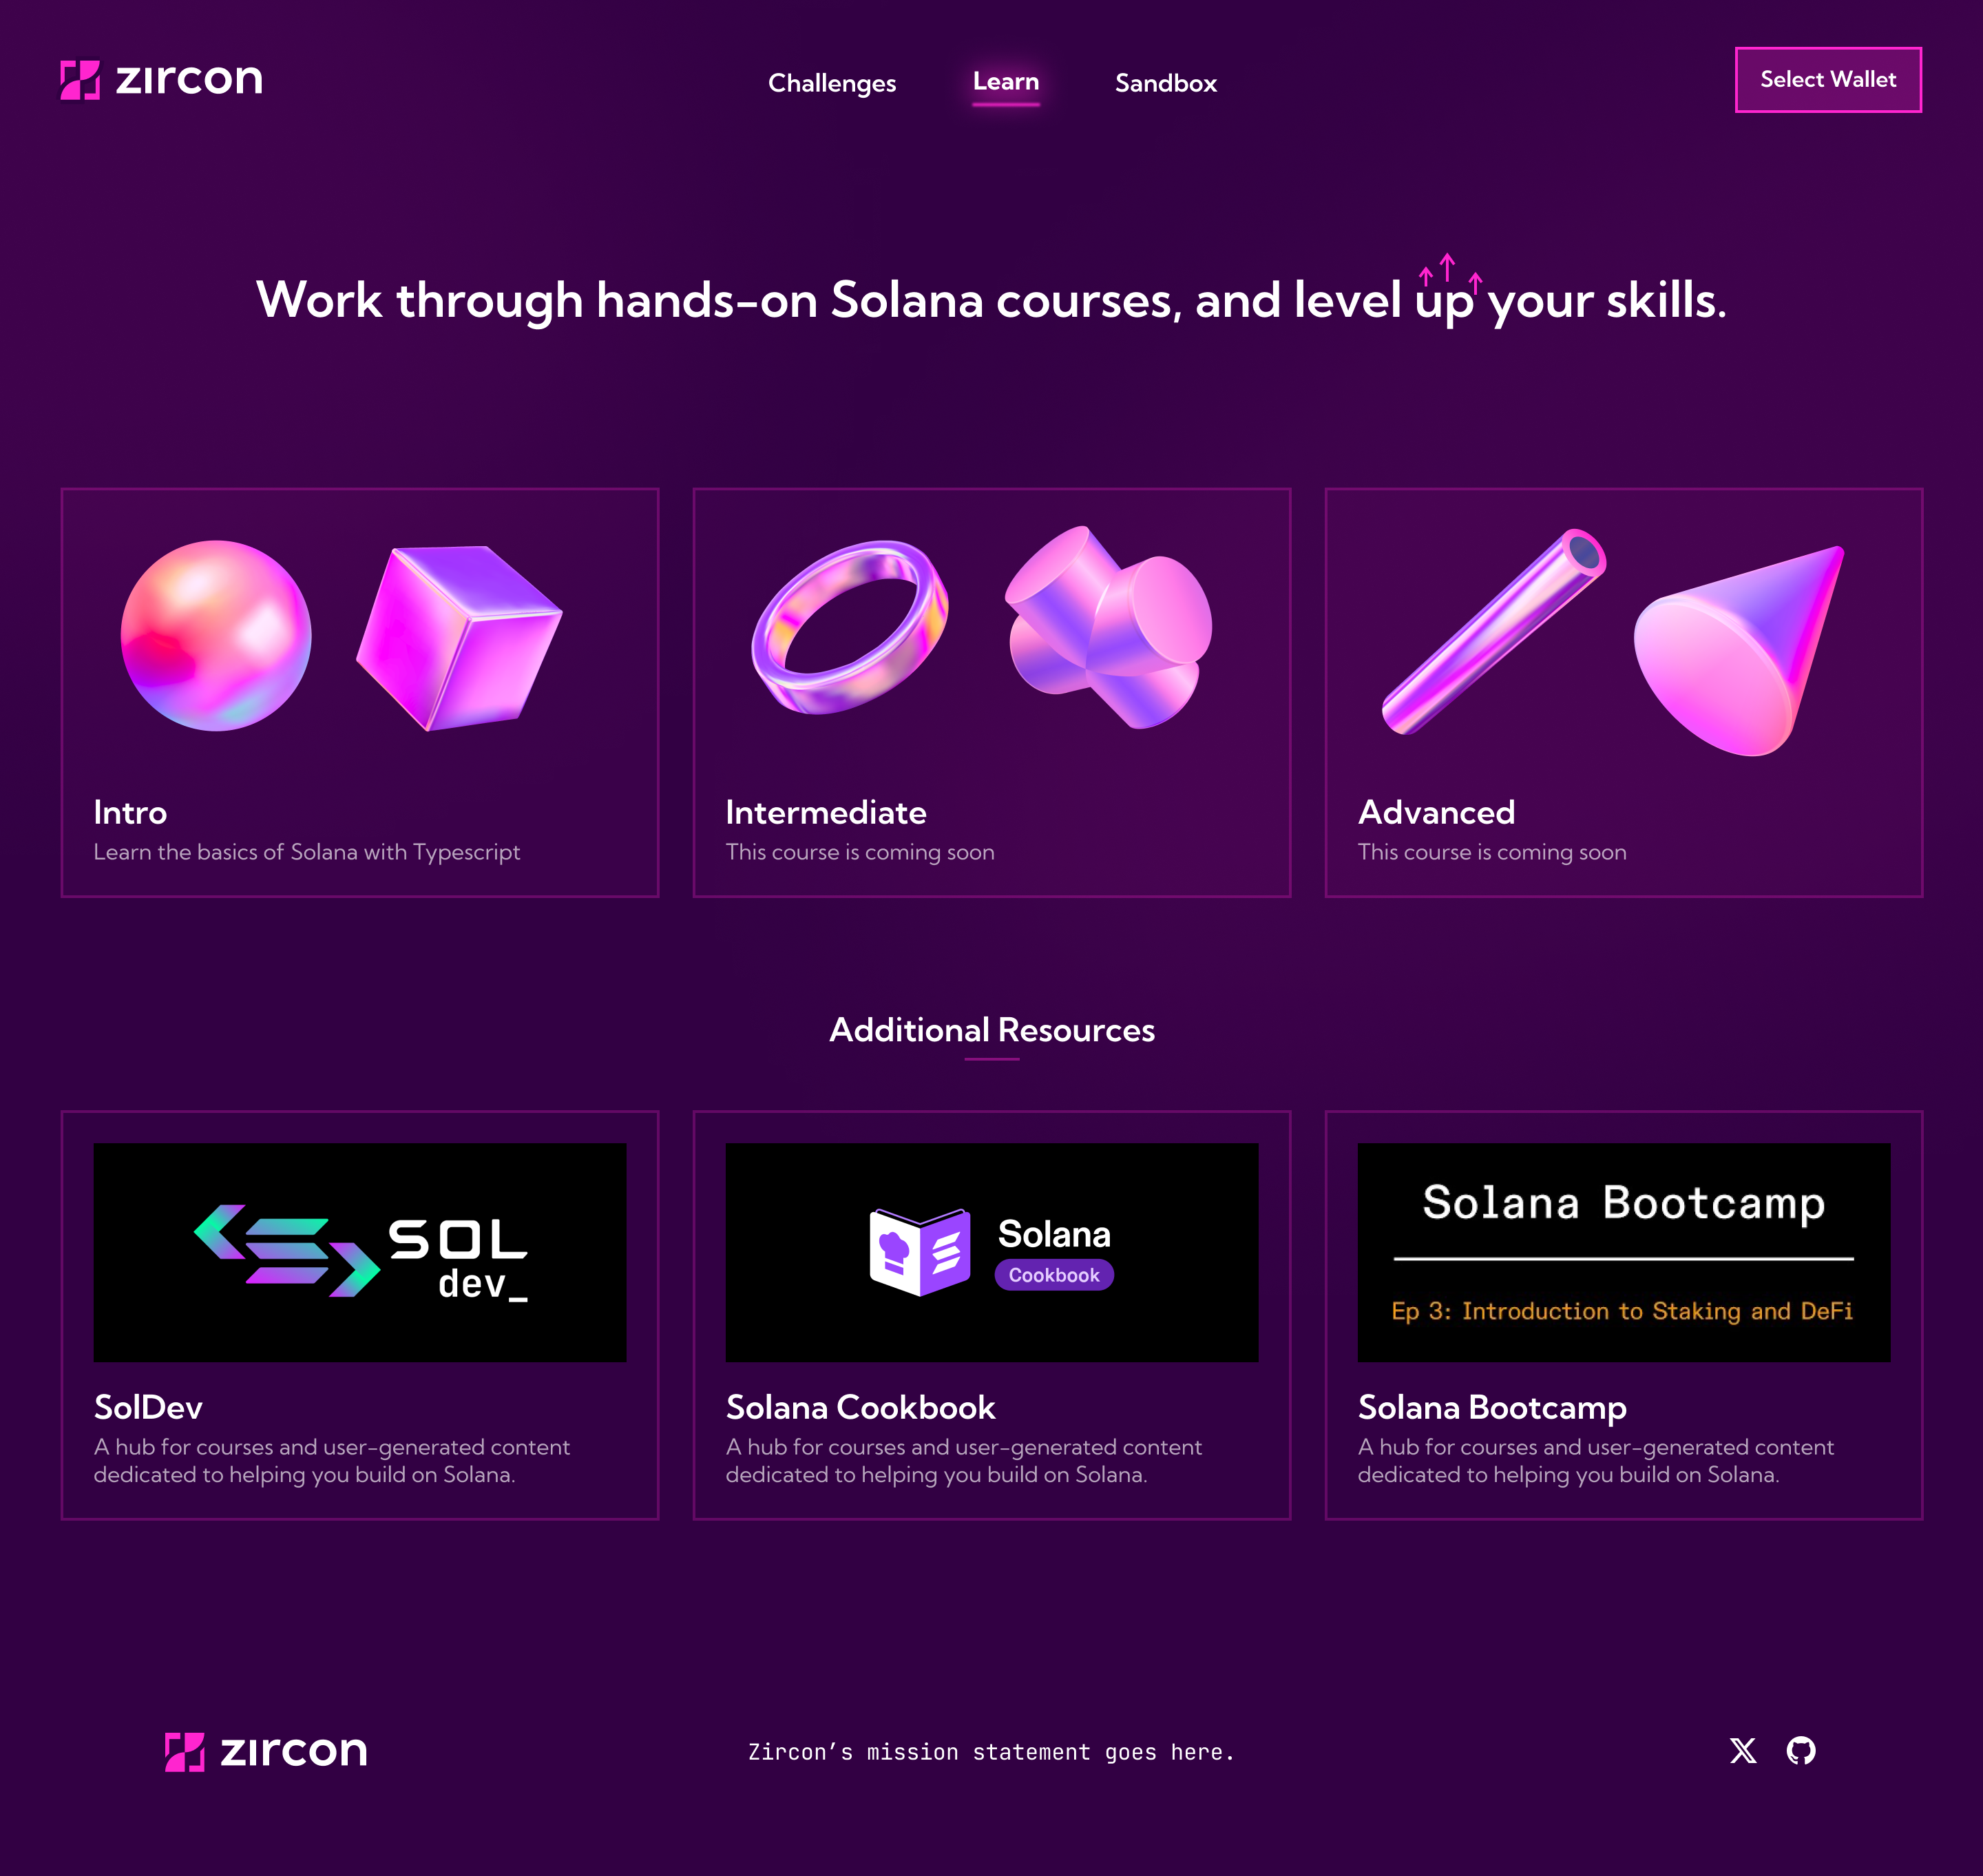 zircon
Challenges
Learn
Sandbox
Select Wallet
Work through hands-on Solana courses, and level up your skills.
Intro
Learn the basics of Solana with Typescript
Intermediate
This course is coming soon
Advanced
This course is coming soon
Additional Resources
SOL
dev_
SolDev
A hub for courses and user-generated content
dedicated to helping you build on Solana.
Solana
Cookbook
Solana Cookbook
A hub for courses and user-generated content
dedicated to helping you build on Solana.
Solana Bootcamp
Ep 3: Introduction to Staking and DeFi
Solana Bootcamp
A hub for courses and user-generated content
dedicated to helping you build on Solana.
zircon
Zircon’s mission statement goes here.